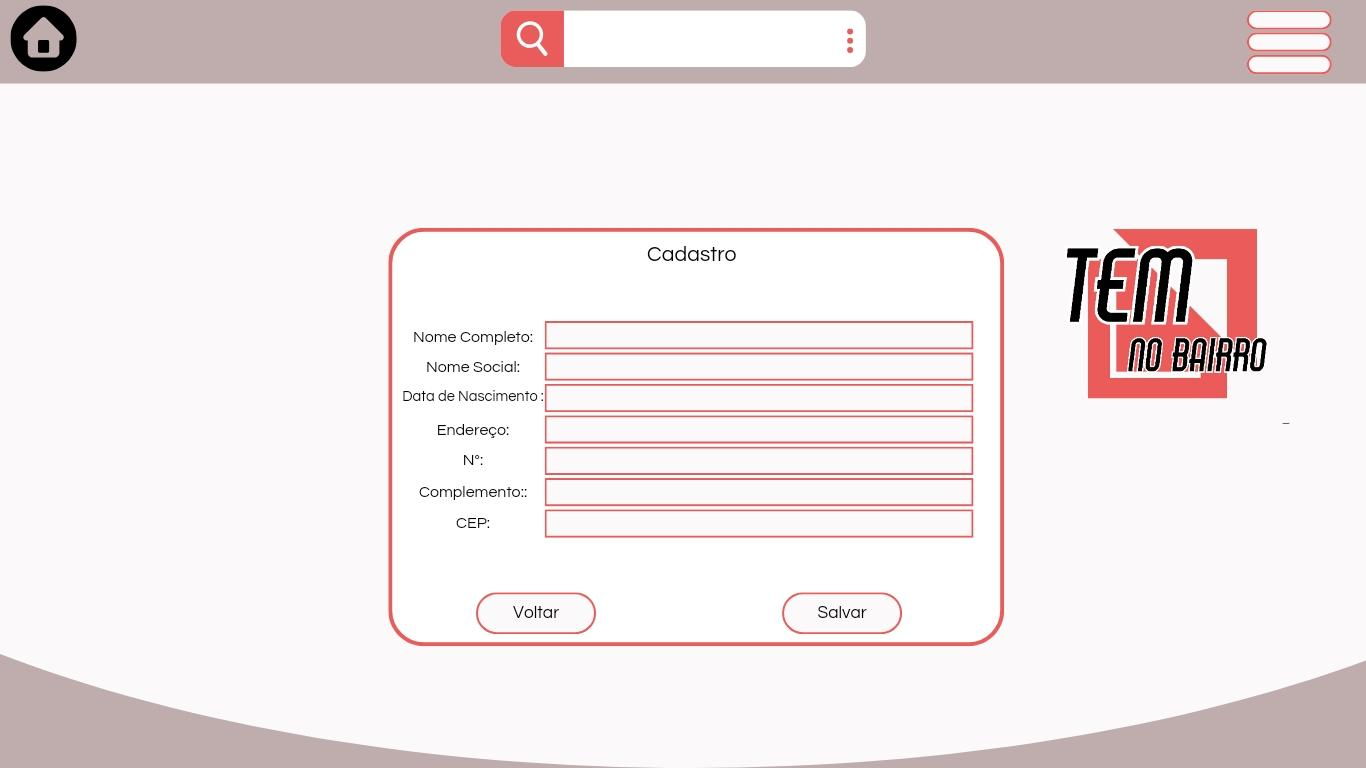 Cadastro
Nome Completo:
Nome Social:
Data de Nascimento :
Endereço:
N°:
Complemento::
CEP:
Voltar
Salvar
TEM
NO BAIRRO
_